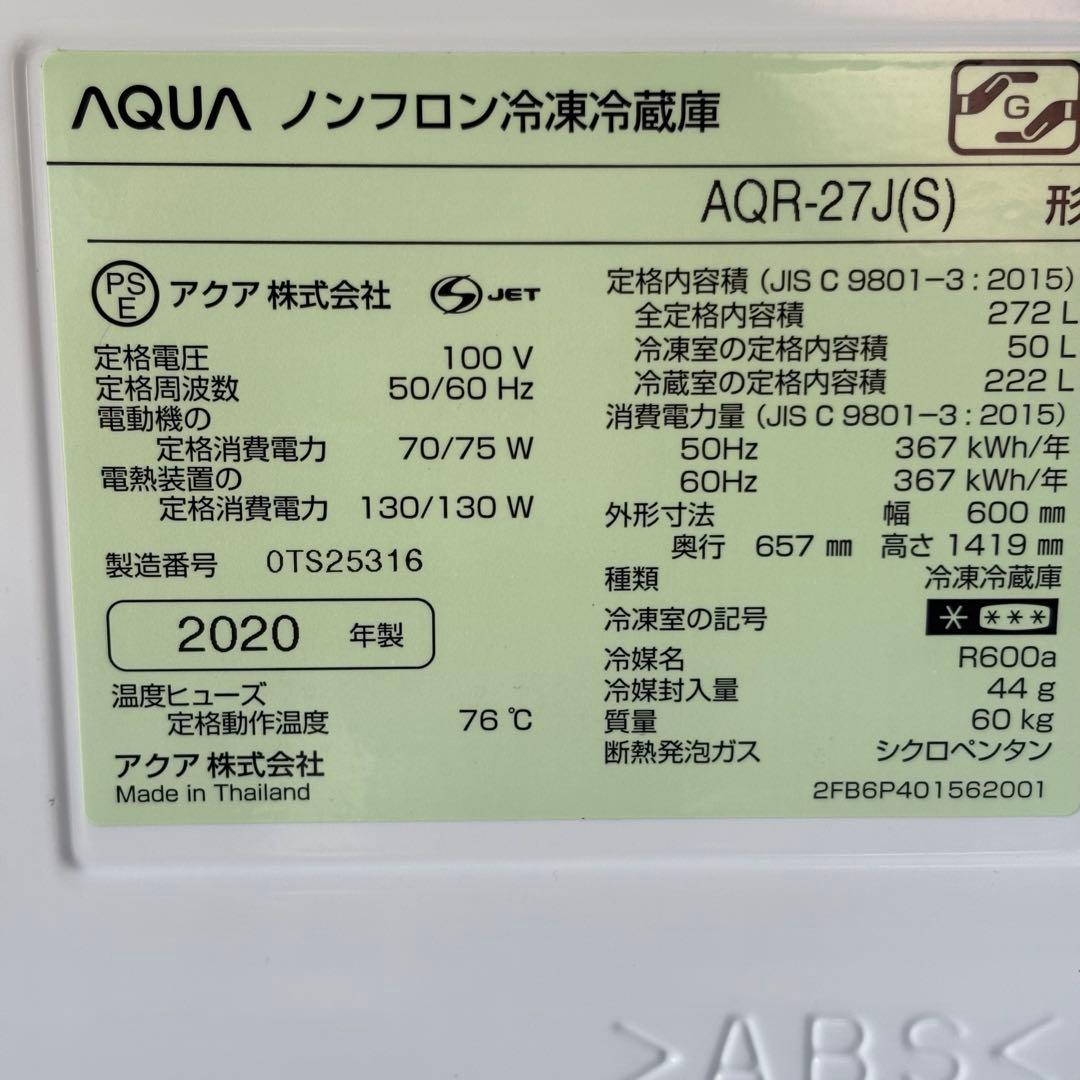 AQUA ノンフロン冷凍冷蔵庫
G
AQR-27J(S) 形
PS
E
アクア 株式会社
S JET
定格電圧 100 V
定格周波数 50/60 Hz
電動機の
定格消費電力 70/75 W
電熱装置の
定格消費電力 130/130 W
製造番号 0TS25316
2020 年製
温度ヒューズ
定格動作温度 76 ℃
アクア 株式会社
Made in Thailand
定格内容積 (JIS C 9801-3 : 2015)
全定格内容積 272 L
冷凍室の定格内容積 50 L
冷蔵室の定格内容積 222 L
消費電力量 (JIS C 9801-3 : 2015)
50Hz 367 kWh/年
60Hz 367 kWh/年
外形寸法 幅 600 ㎜
奥行 657 ㎜ 高さ 1419 ㎜
種類 冷凍冷蔵庫
冷凍室の記号 * ***
冷媒名 R600a
冷媒封入量 44 g
質量 60 kg
断熱発泡ガス シクロペンタン
2FB6P401562001
>ABS<